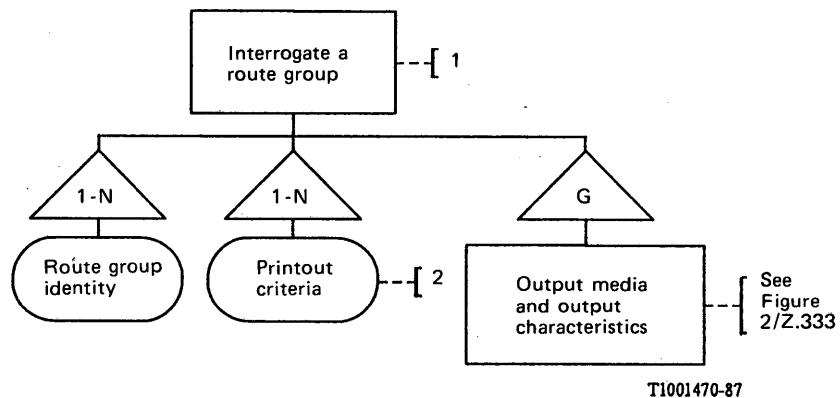 Interrogate a
route group
1
1-N
1-N
G
Route group
identity
Printout
criteria
2
Output media
and output
characteristics
See
Figure
2/Z.333
T1001470-87